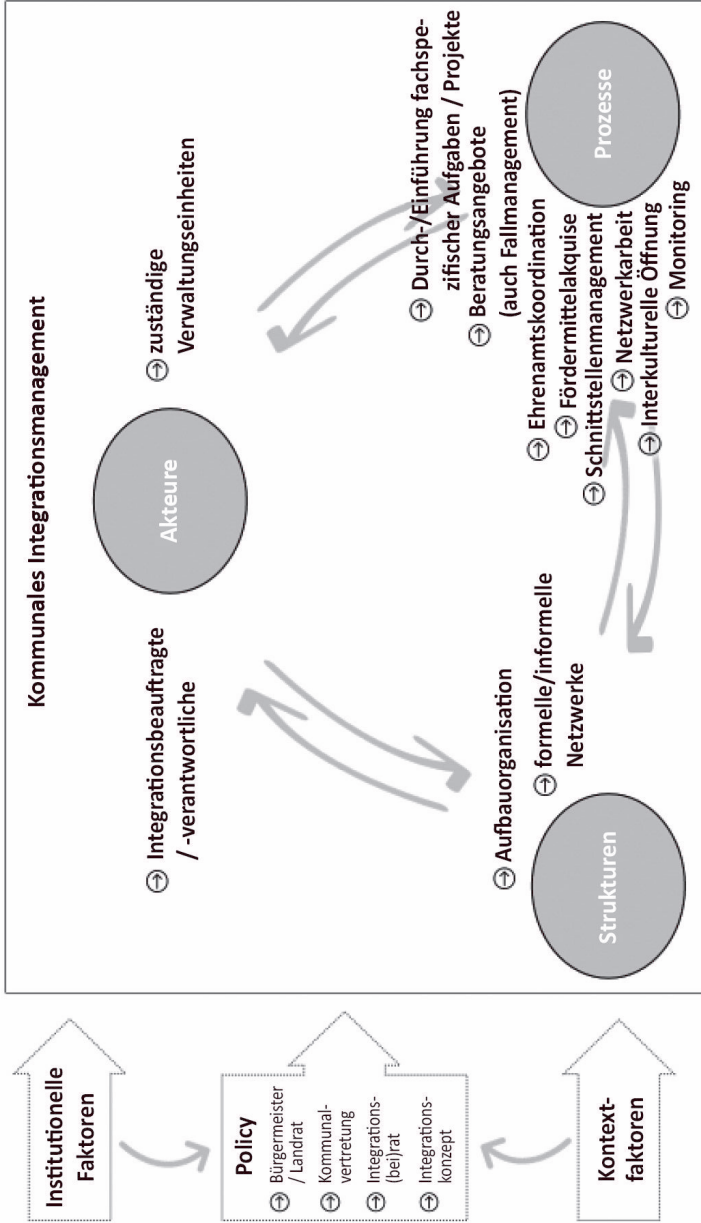 Institutionelle
Faktoren
Policy
→ Bürgermeister
/ Landrat
→ Kommunal-
vertretung
→ Integrations-
(bei)rat
→ Integrations-
konzept
Kontext-
faktoren
Kommunales Integrationsmanagement
→ Integrationsbeauftragte
/ -verantwortliche
Akteure
→ zuständige
Verwaltungseinheiten
Strukturen
→ Aufbauorganisation
→ formelle/informelle
Netzwerke
→ Durch-/Einführung fachspe-
zifischer Aufgaben / Projekte
→ Beratungsangebote
(auch Fallmanagement)
→ Ehrenamtskoordination
→ Fördermittelakquise
→ Schnittstellenmanagement
→ Netzwerkarbeit
→ Interkulturelle Öffnung
→ Monitoring
Prozesse